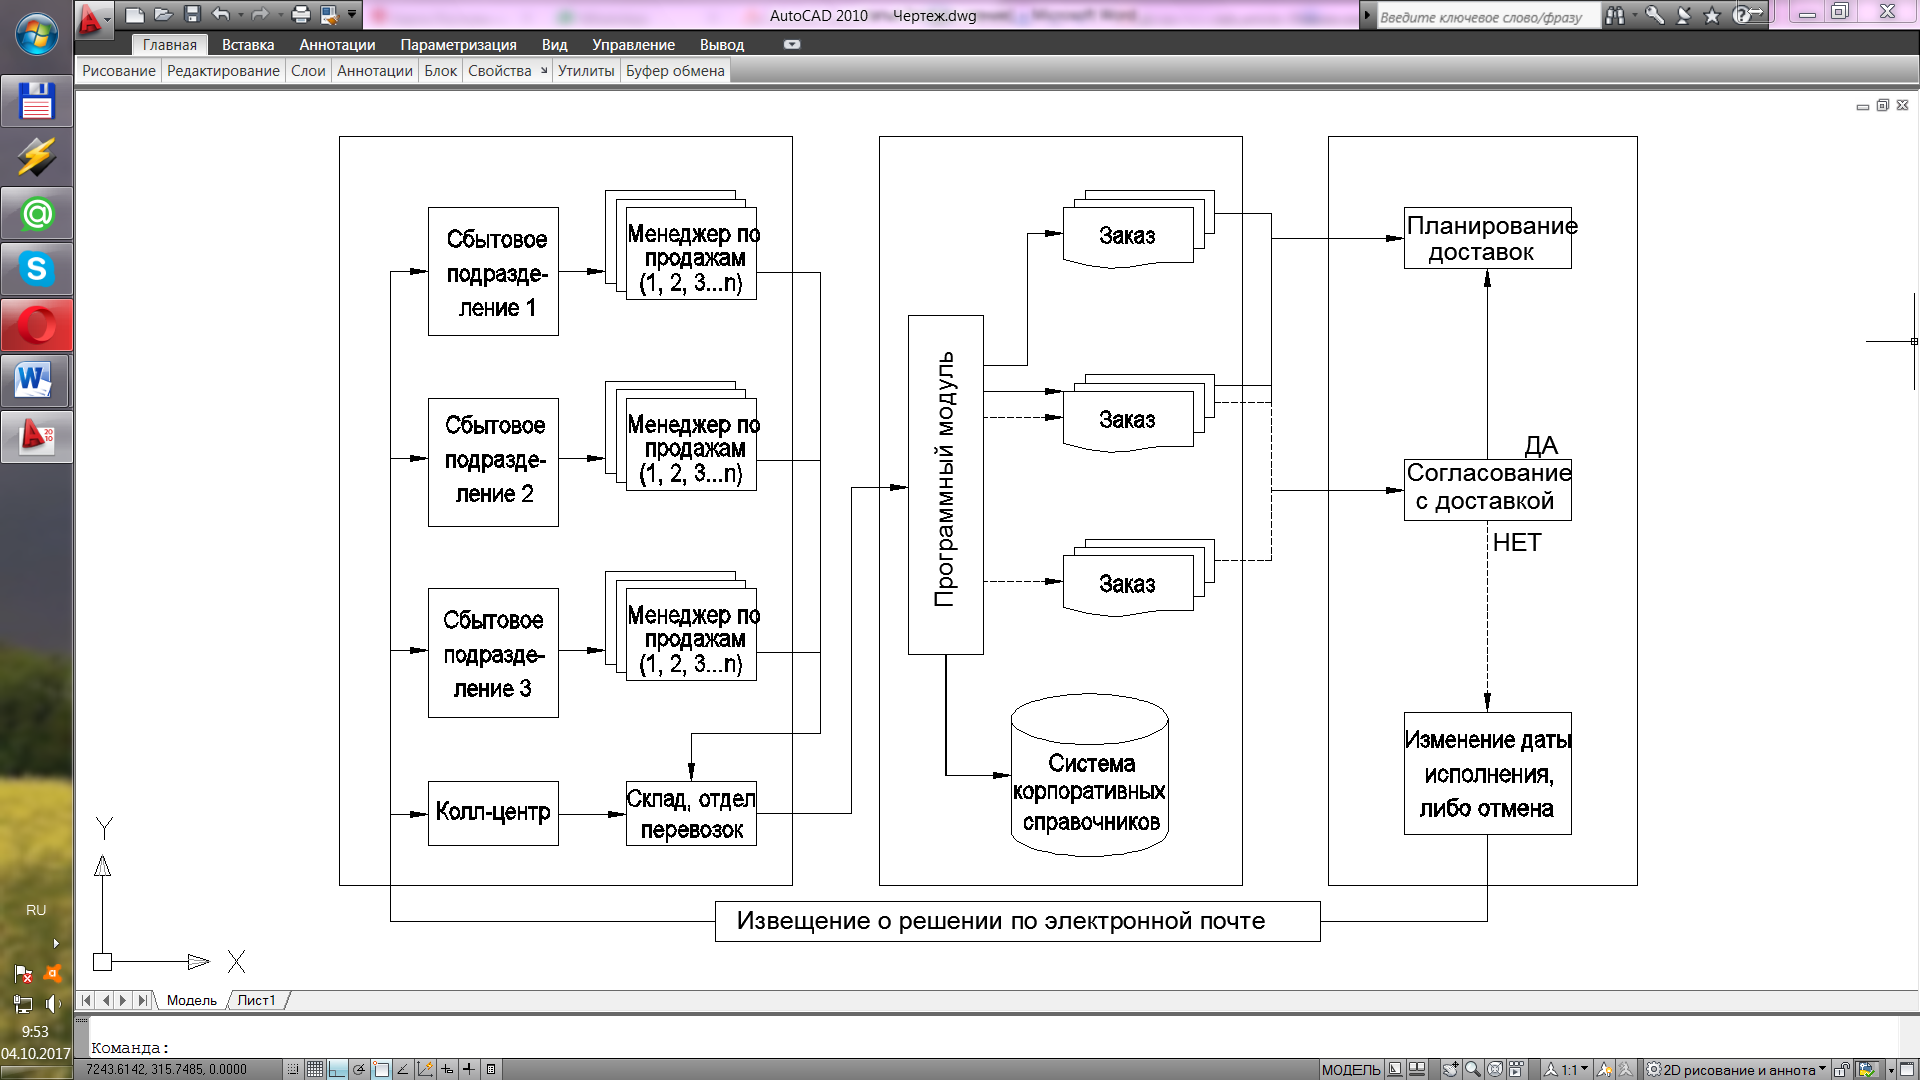 AutoCAD 2010
Чертеж.dwg
Введите ключевое слово/фразу
Главная
Вставка
Аннотации
Параметризация
Вид
Управление
Вывод
Рисование
Редактирование
Слои
Аннотации
Блок
Свойства
Утилиты
Буфер обмена
Сбытовое
подразде-
ление 1
Менеджер по
продажам
(1, 2, 3...n)
Сбытовое
подразде-
ление 2
Менеджер по
продажам
(1, 2, 3...n)
Сбытовое
подразде-
ление 3
Менеджер по
продажам
(1, 2, 3...n)
Колл-центр
Склад, отдел
перевозок
Программный модуль
Заказ
Заказ
Заказ
Система
корпоративных
справочников
Планирование
доставок
ДА
Согласование
с доставкой
НЕТ
Изменение даты
исполнения,
либо отмена
Извещение о решении по электронной почте
Y
X
RU
9:53
04.10.2017
Модель
Лист1
Команда:
7243.6142, 315.7485, 0.0000
МОДЕЛЬ
1:1
2D рисование и аннота